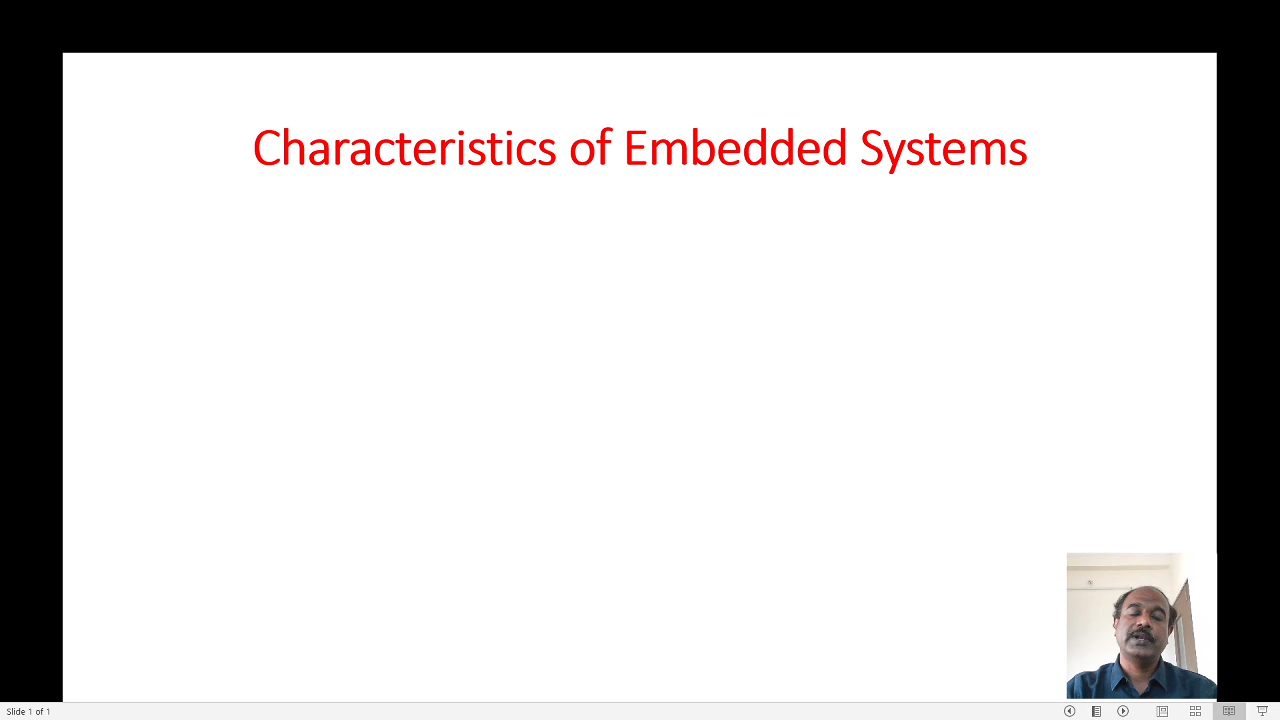 Characteristics of Embedded Systems
Slide 1 of 1